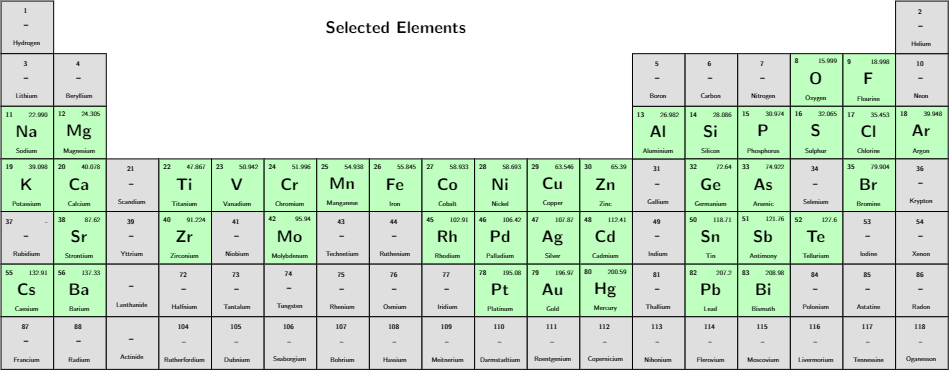 Selected Elements
1 2
– –
Hydrogen Helium
3 4 5 6 7 8 15.999 9 18.998 10
– – – – – O F –
Lithium Beryllium Boron Carbon Nitrogen Oxygen Flourine Neon
11 22.990 12 24.305 13 26.982 14 28.086 15 30.974 16 32.065 17 35.453 18 39.948
Na Mg Al Si P S Cl Ar
Sodium Magnesium Aluminium Silicon Phosphorus Sulphur Chlorine Argon
19 39.098 20 40.078 21 22 47.867 23 50.942 24 51.996 25 54.938 26 55.845 27 58.933 28 58.693 29 63.546 30 65.39 31 32 72.64 33 74.922 34 35 79.904 36
K Ca – Ti V Cr Mn Fe Co Ni Cu Zn – Ge As – Br –
Potassium Calcium Scandium Titanium Vanadium Chromium Manganese Iron Cobalt Nickel Copper Zinc Gallium Germanium Arsenic Selenium Bromine Krypton
37 - 38 87.62 39 40 91.224 41 42 95.94 43 44 45 102.91 46 106.42 47 107.87 48 112.41 49 50 118.71 51 121.76 52 127.6 53 54
– Sr – Zr – Mo – – Rh Pd Ag Cd – Sn Sb Te – –
Rubidium Strontium Yttrium Zirconium Niobium Molybdenum Technetium Ruthenium Rhodium Palladium Silver Cadmium Indium Tin Antimony Tellurium Iodine Xenon
55 132.91 56 137.33 72 73 74 75 76 77 78 195.08 79 196.97 80 200.59 81 82 207.2 83 208.98 84 85 86
Cs Ba – – – – – – – Pt Au Hg – Pb Bi – – –
Caesium Barium Lanthanide Tantalum Tungsten Rhenium Osmium Iridium Platinum Gold Mercury Thallium Lead Bismuth Polonium Astatine Radon
87 88 104 105 106 107 108 109 110 111 112 113 114 115 116 117 118
– – – – – – – – – – – – – – – – – –
Francium Radium Actinide Rutherfordium Dubnium Seaborgium Bohrium Hassium Meitnerium Darmstadtium Roentgenium Copernicium Nihonium Flerovium Moscovium Livermorium Tennessine Oganesson